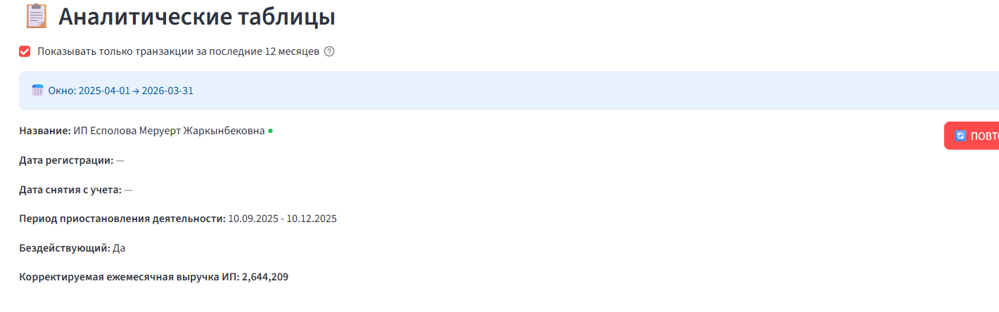 Аналитические таблицы
Показывать только транзакции за последние 12 месяцев
Окно: 2025-04-01 → 2026-03-31
Название: ИП Есполова Меруерт Жаркынбековна
ПОВТ
Дата регистрации: —
Дата снятия с учета: —
Период приостановления деятельности: 10.09.2025 - 10.12.2025
Бездействующий: Да
Корректируемая ежемесячная выручка ИП: 2,644,209